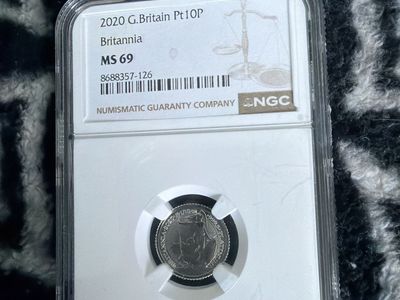 2020 G.Britain Pt10P
Britannia
MS 69
8688357-126
NUMISMATIC GUARANTY COMPANY
NGC